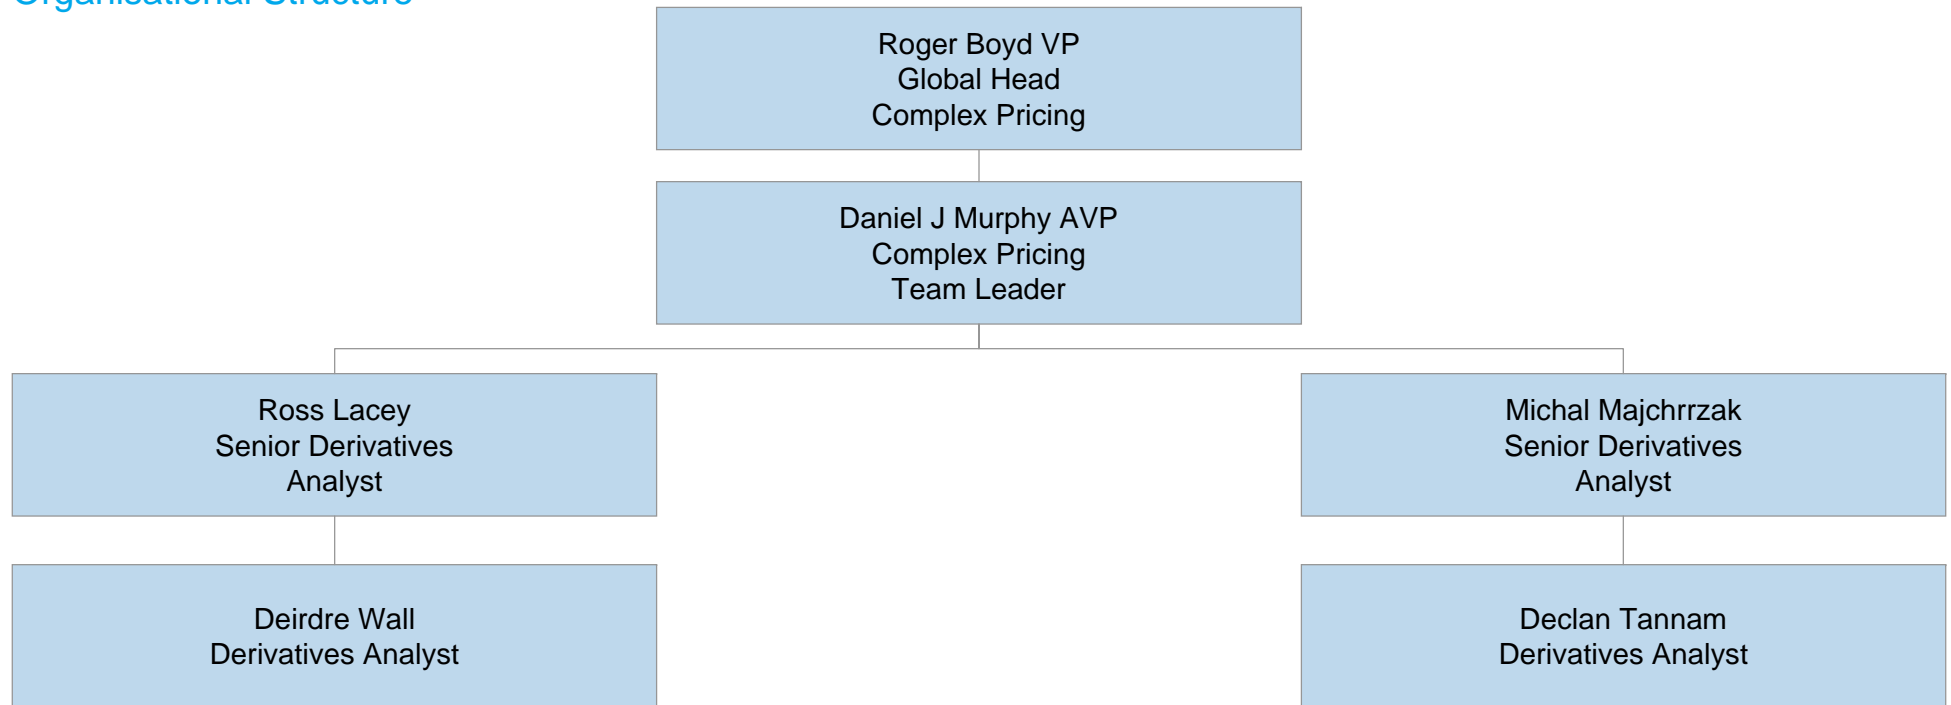 Organisational Structure
Roger Boyd VP
Global Head
Complex Pricing
Daniel J Murphy AVP
Complex Pricing
Team Leader
Ross Lacey
Senior Derivatives
Analyst
Michal Majchrrzak
Senior Derivatives
Analyst
Deirdre Wall
Derivatives Analyst
Declan Tannam
Derivatives Analyst